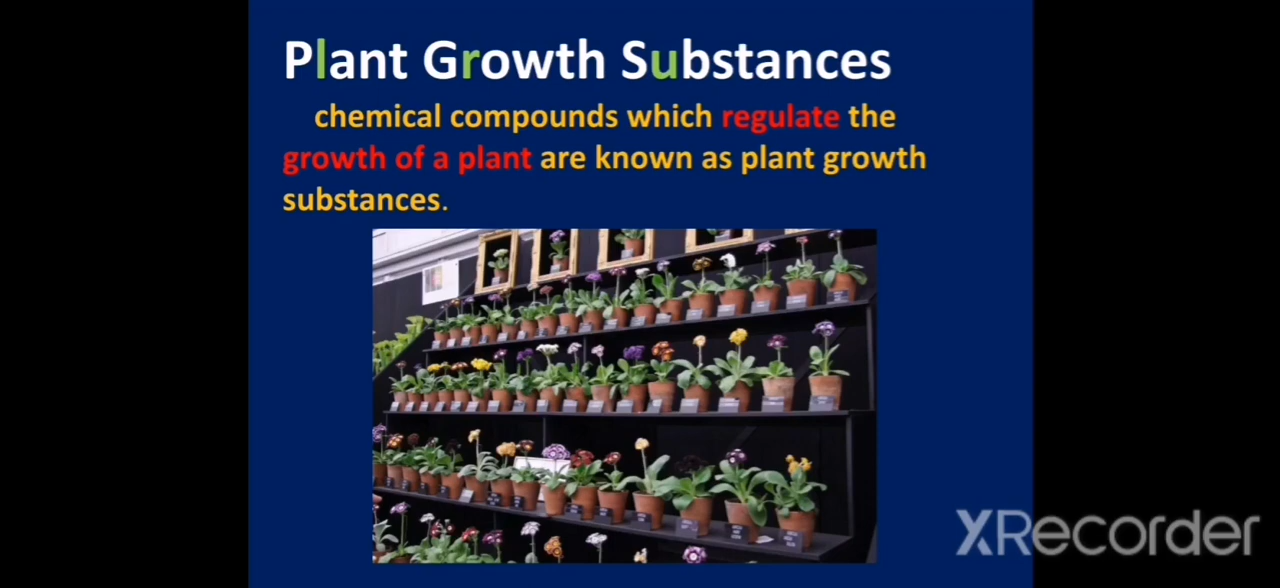 Plant Growth Substances
chemical compounds which regulate the
growth of a plant are known as plant growth
substances.
XRecorder